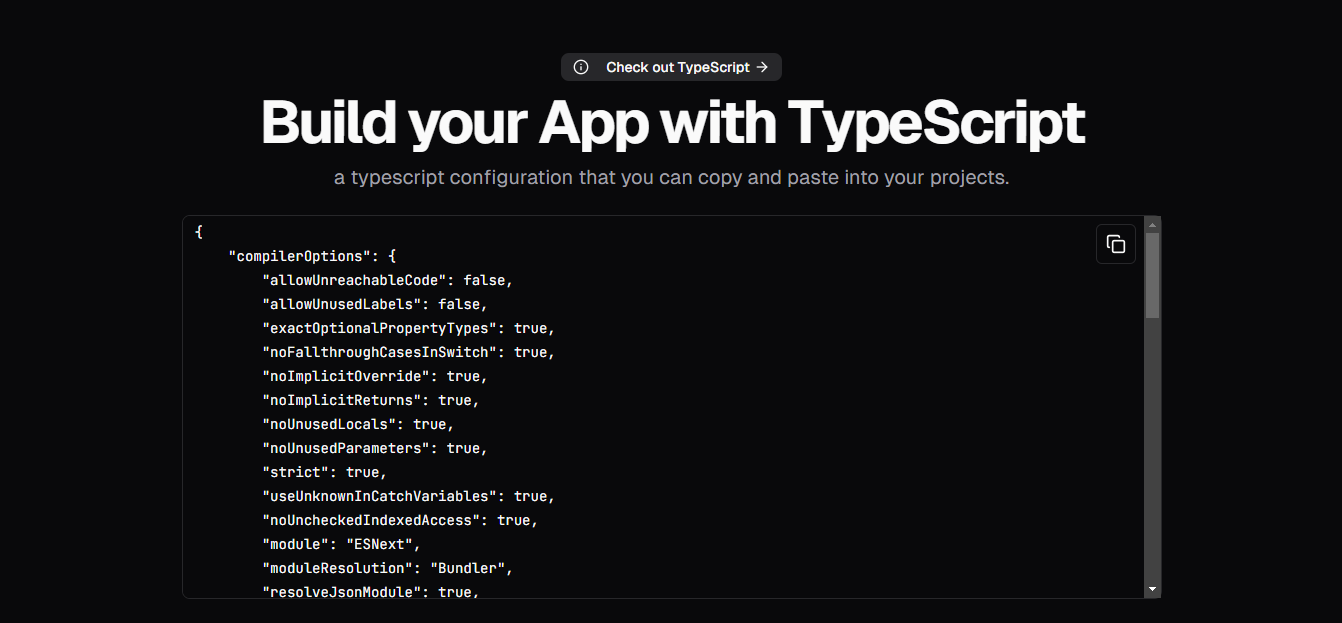 Check out TypeScript →
Build your App with TypeScript
a typescript configuration that you can copy and paste into your projects.
{
    "compilerOptions": {
        "allowUnreachableCode": false,
        "allowUnusedLabels": false,
        "exactOptionalPropertyTypes": true,
        "noFallthroughCasesInSwitch": true,
        "noImplicitOverride": true,
        "noImplicitReturns": true,
        "noUnusedLocals": true,
        "noUnusedParameters": true,
        "strict": true,
        "useUnknownInCatchVariables": true,
        "noUncheckedIndexedAccess": true,
        "module": "ESNext",
        "moduleResolution": "Bundler",
        "resolveJsonModule": true,